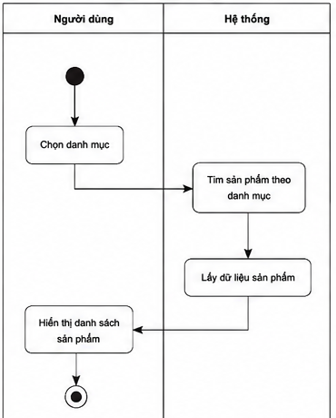 Người dùng
Hệ thống
Chọn danh mục
Tìm sản phẩm theo
danh mục
Lấy dữ liệu sản phẩm
Hiển thị danh sách
sản phẩm